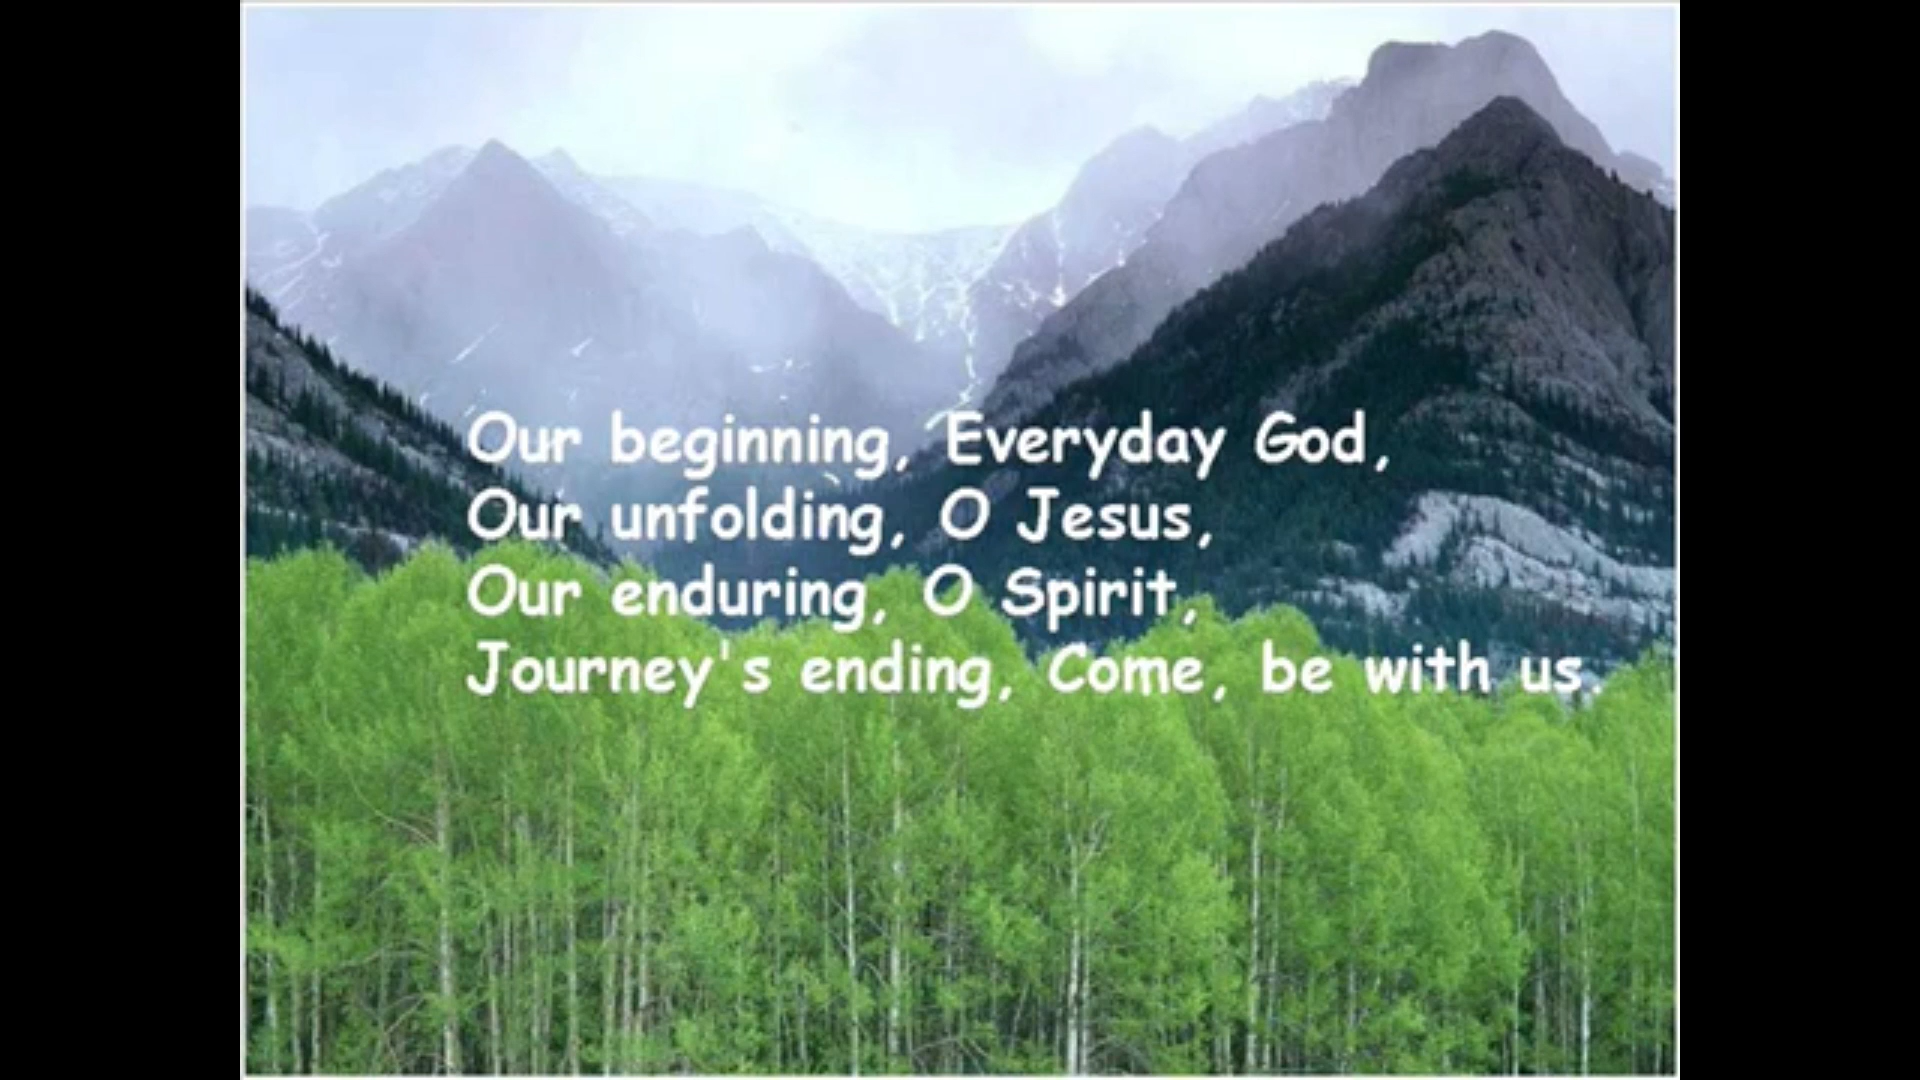 Our beginning, Everyday God,
Our unfolding, O Jesus,
Our enduring, O Spirit,
Journey's ending, Come, be with us.